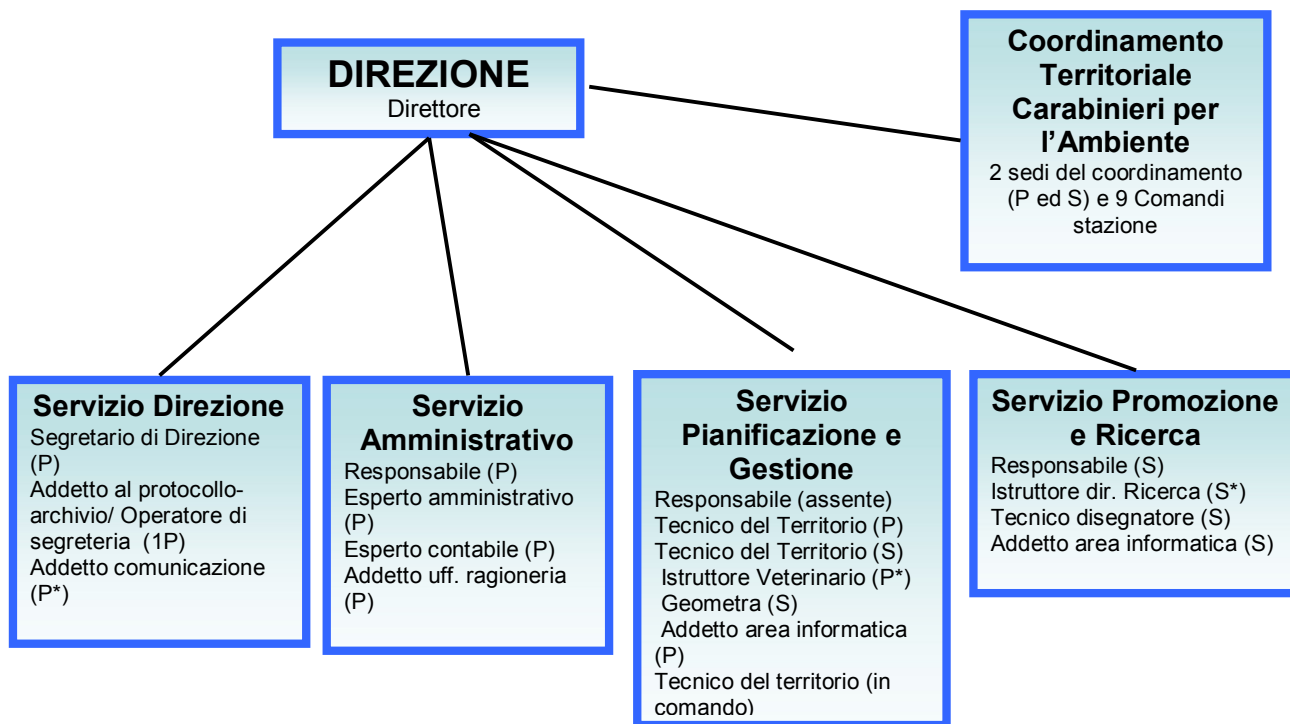 DIREZIONE
Direttore
Coordinamento
Territoriale
Carabinieri per
l'Ambiente
2 sedi del coordinamento
(P ed S) e 9 Comandi
stazione
Servizio Direzione
Segretario di Direzione
(P)
Addetto al protocollo-
archivio/ Operatore di
segreteria (1P)
Addetto comunicazione
(P*)
Servizio
Amministrativo
Responsabile (P)
Esperto amministrativo
(P)
Esperto contabile (P)
Addetto uff. ragioneria
(P)
Servizio
Pianificazione e
Gestione
Responsabile (assente)
Tecnico del Territorio (P)
Tecnico del Territorio (S)
Istruttore Veterinario (P*)
Geometra (S)
Addetto area informatica
(P)
Tecnico del territorio (in
comando)
Servizio Promozione
e Ricerca
Responsabile (S)
Istruttore dir. Ricerca (S*)
Tecnico disegnatore (S)
Addetto area informatica (S)